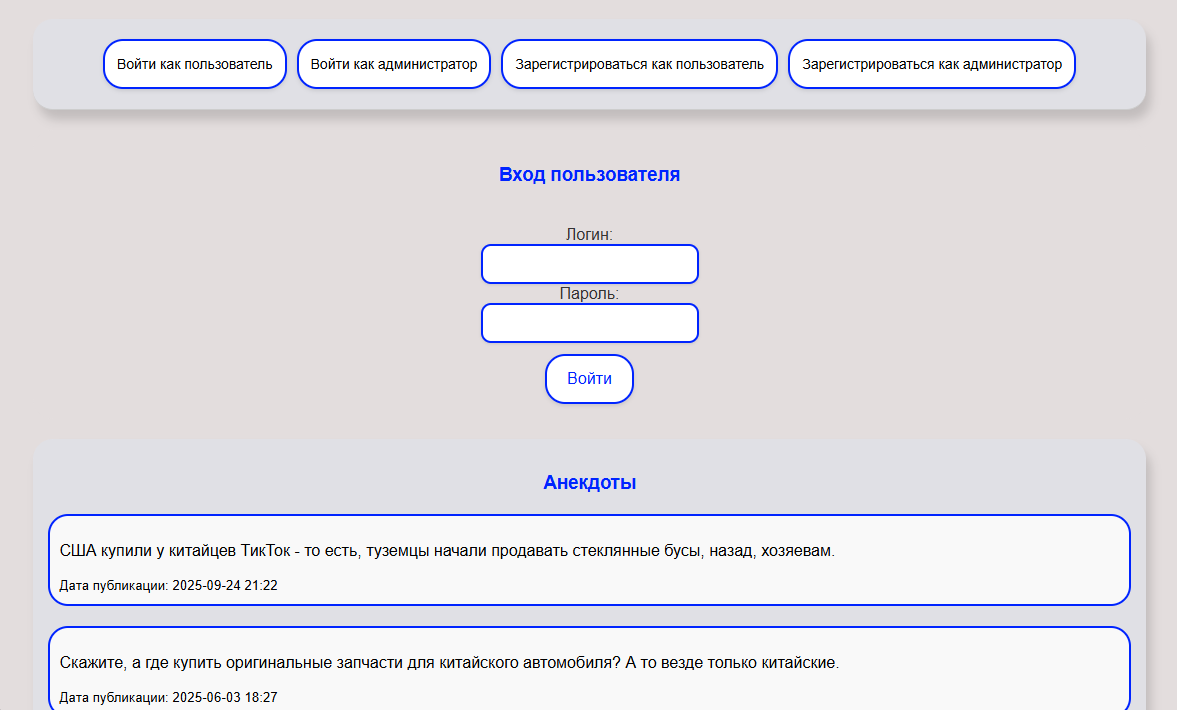 Войти как пользователь
Войти как администратор
Зарегистрироваться как пользователь
Зарегистрироваться как администратор
Вход пользователя
Логин:
Пароль:
Войти
Анекдоты
США купили у китайцев ТикТок - то есть, туземцы начали продавать стеклянные бусы, назад, хозяевам.
Дата публикации: 2025-09-24 21:22
Скажите, а где купить оригинальные запчасти для китайского автомобиля? А то везде только китайские.
Дата публикации: 2025-06-03 18:27